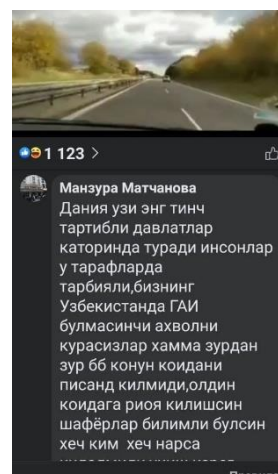 1 123 >
Манзура Матчанова
Дания узи энг тинч
тартибли давлатлар
каторинда туради инсонлар
у тарафларда
тарбияли,бизнинг
Узбекистанда ГАИ
булмасинчи ахволни
курасизлар хамма зурдан
зур бб конун коидани
писанд килмиди,олдин
коидага риоя килишсин
шафёрлар билимли булсин
хеч ким хеч нарса